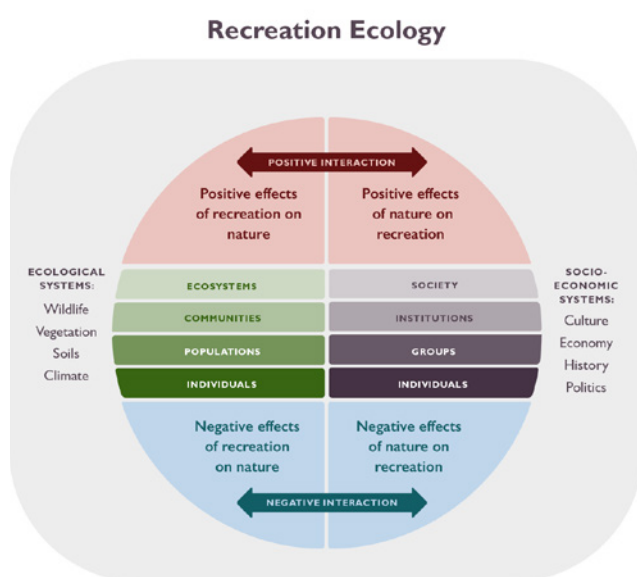 Recreation Ecology
POSITIVE INTERACTION
Positive effects
of recreation on
nature
Positive effects
of nature on
recreation
ECOLOGICAL
SYSTEMS:
Wildlife
Vegetation
Soils
Climate
ECOSYSTEMS
COMMUNITIES
POPULATIONS
INDIVIDUALS
SOCIETY
INSTITUTIONS
GROUPS
INDIVIDUALS
SOCIO-
ECONOMIC
SYSTEMS:
Culture
Economy
History
Politics
Negative effects
of recreation
on nature
Negative effects
of nature on
recreation
NEGATIVE INTERACTION